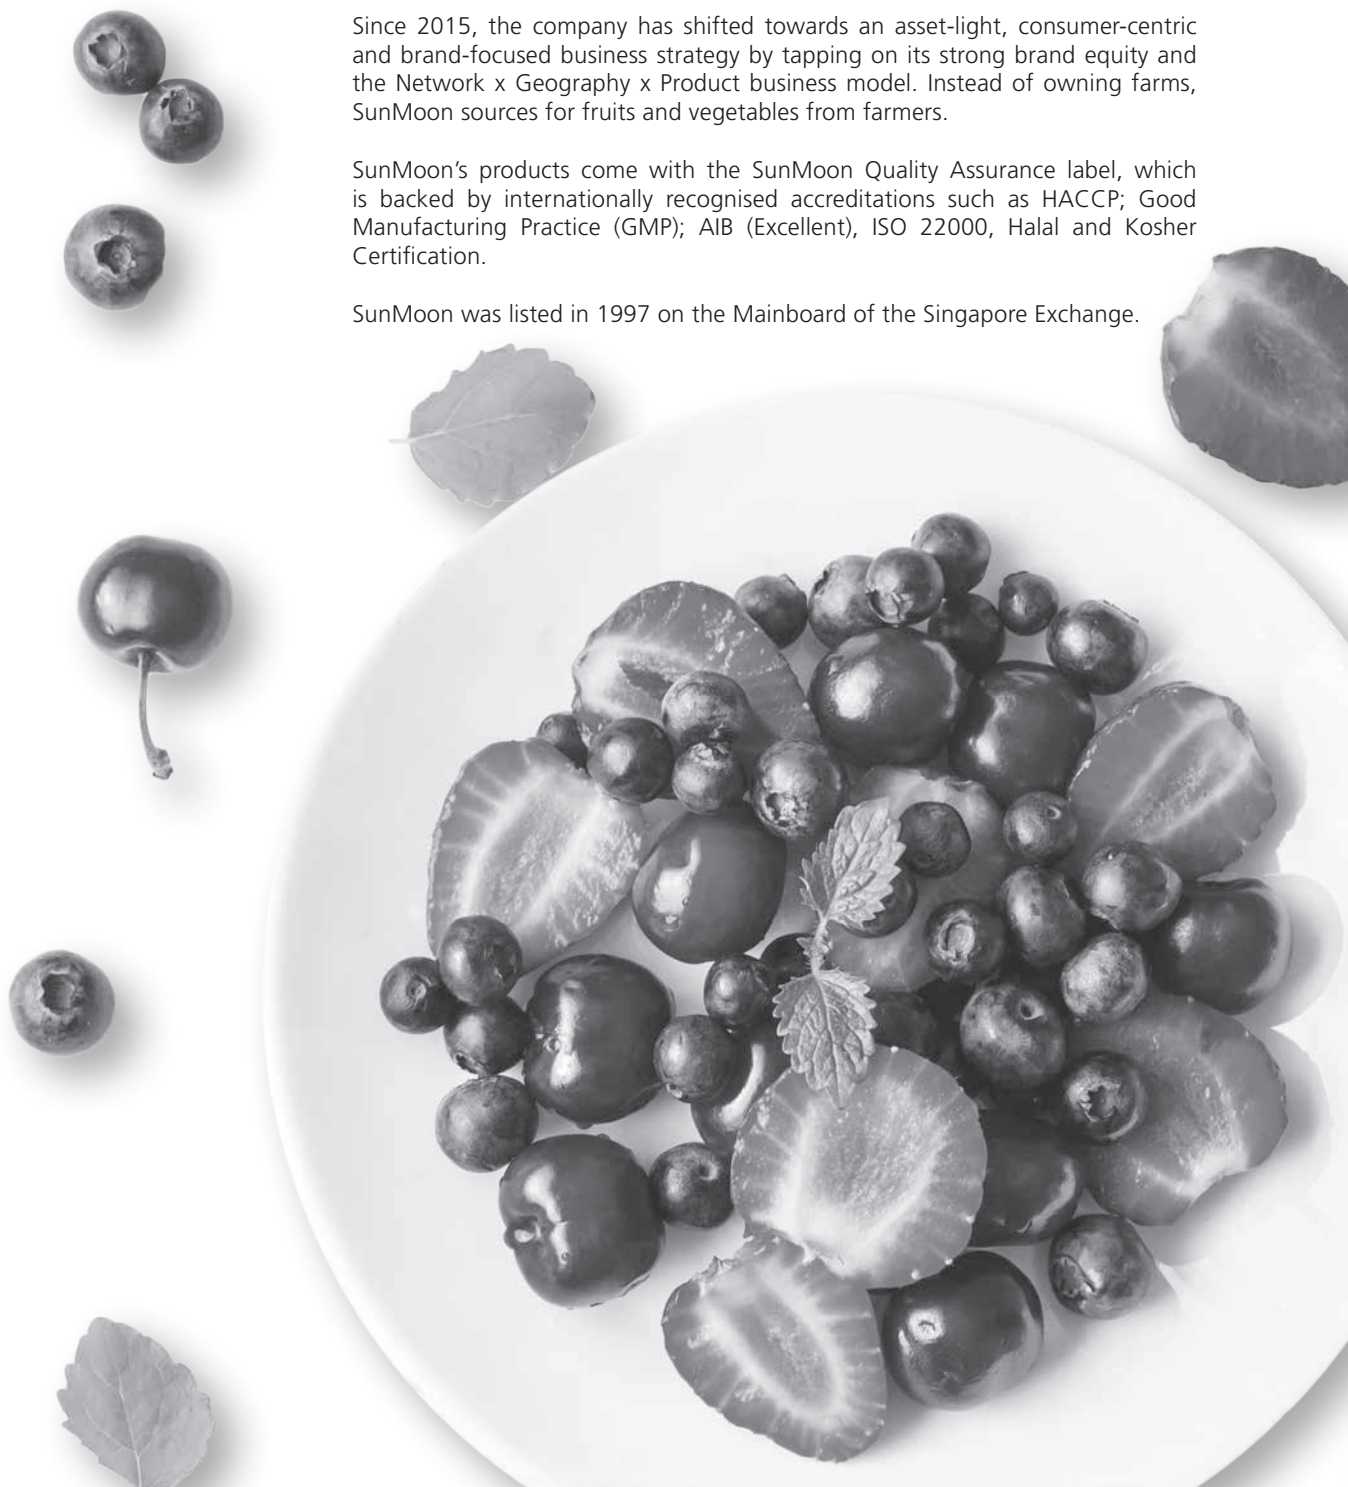 Since 2015, the company has shifted towards an asset-light, consumer-centric
and brand-focused business strategy by tapping on its strong brand equity and
the Network x Geography x Product business model. Instead of owning farms,
SunMoon sources for fruits and vegetables from farmers.
SunMoon’s products come with the SunMoon Quality Assurance label, which
is backed by internationally recognised accreditations such as HACCP; Good
Manufacturing Practice (GMP); AIB (Excellent), ISO 22000, Halal and Kosher
Certification.
SunMoon was listed in 1997 on the Mainboard of the Singapore Exchange.